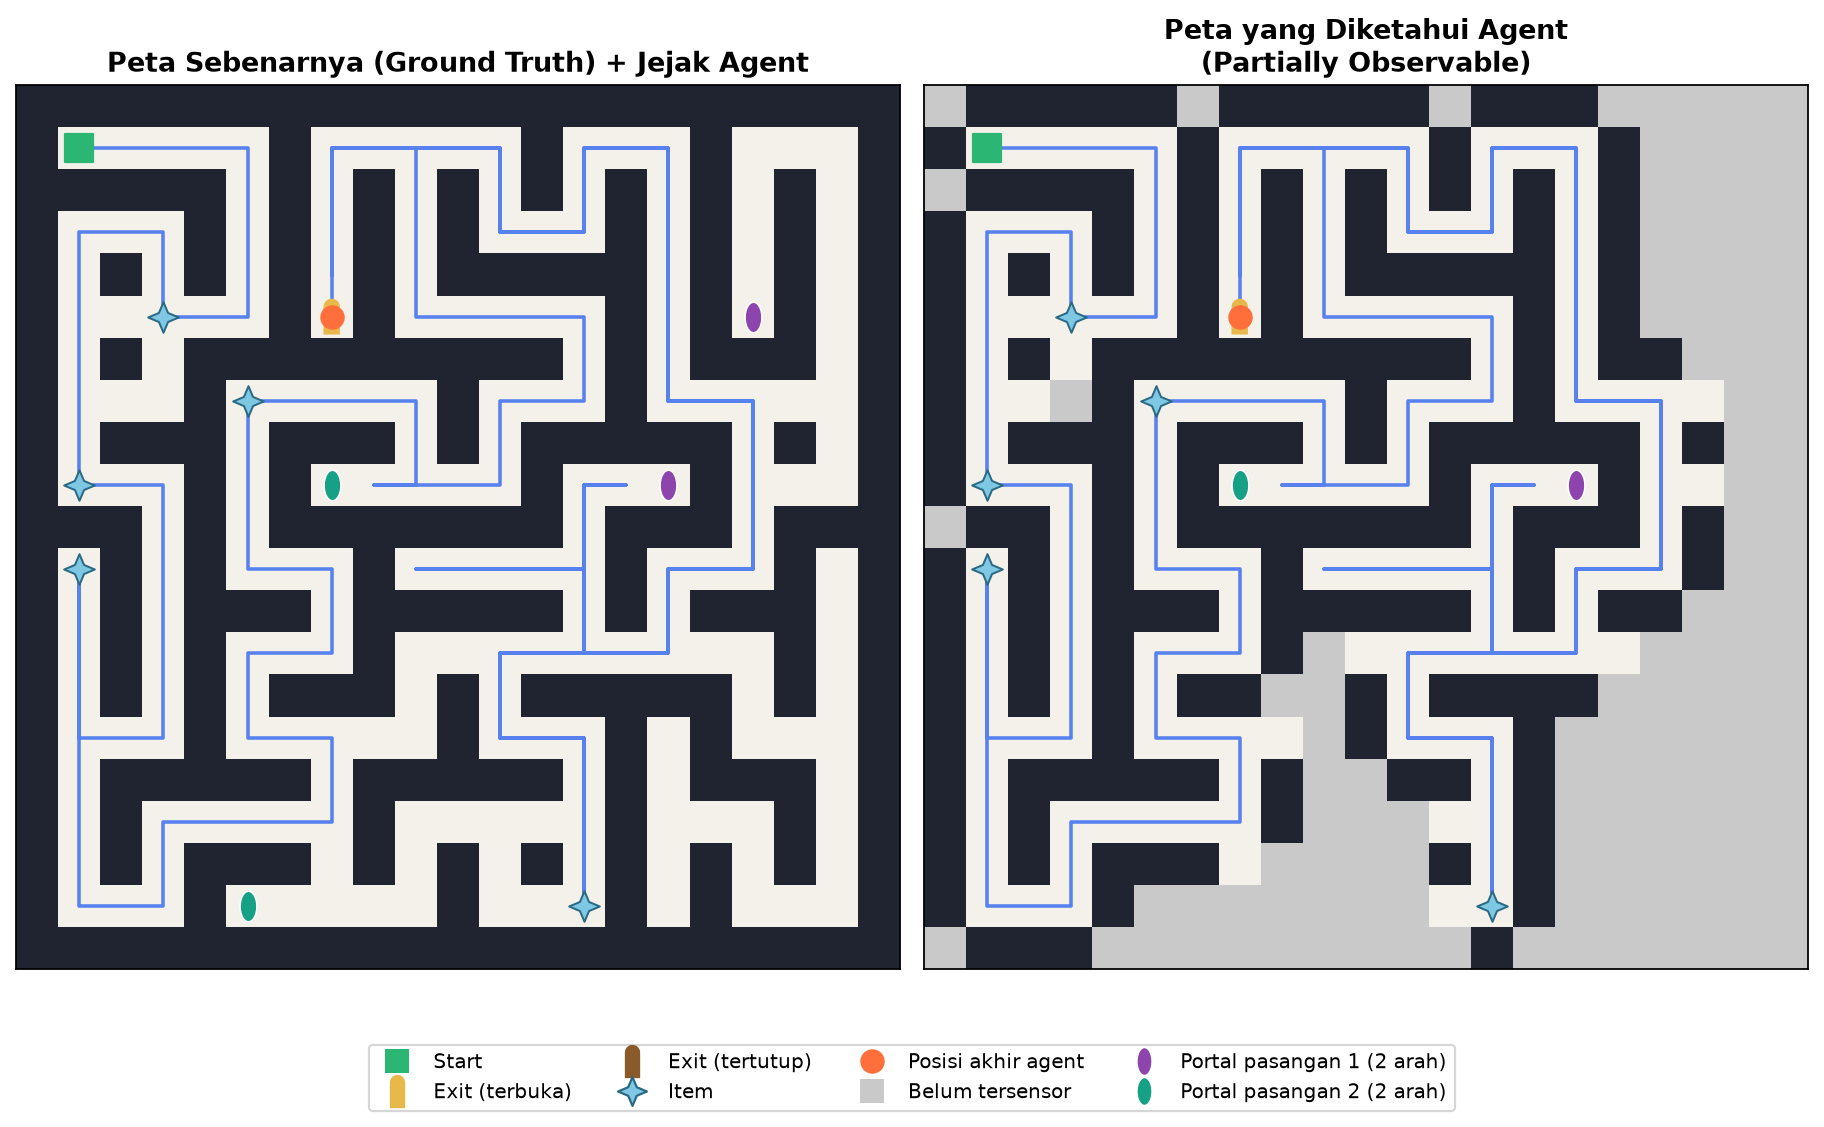 Peta Sebenarnya (Ground Truth) + Jejak Agent
Peta yang Diketahui Agent
(Partially Observable)
Start
Exit (terbuka)
Exit (tertutup)
Item
Posisi akhir agent
Belum tersensor
Portal pasangan 1 (2 arah)
Portal pasangan 2 (2 arah)